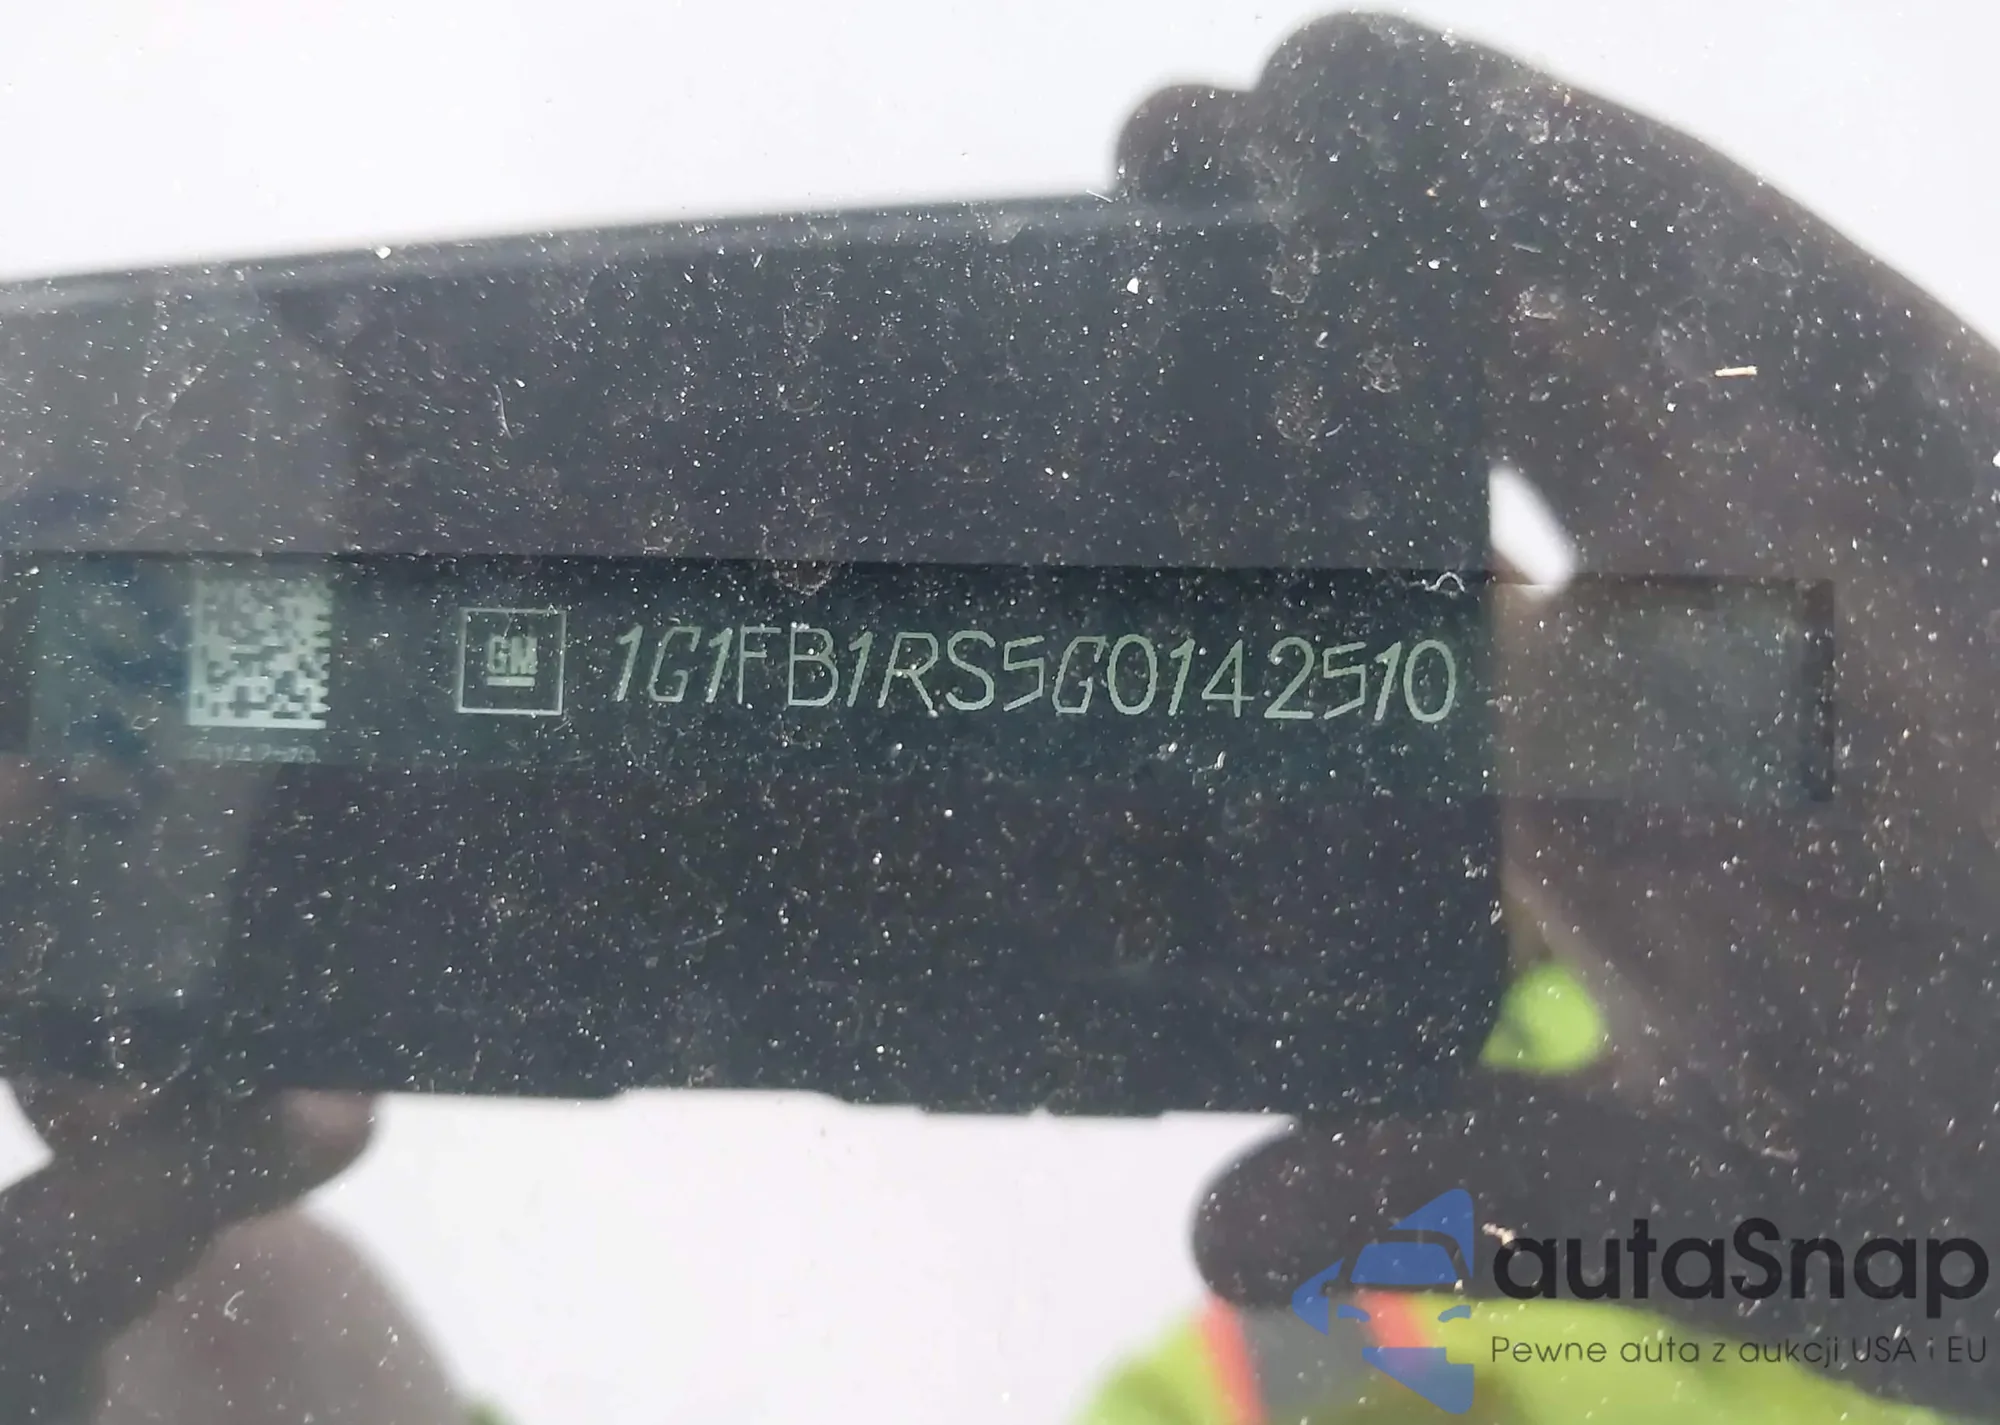 GM 1G1FB1RS5G0142510
autaSnap
Pewne auta z aukcji USA i EU